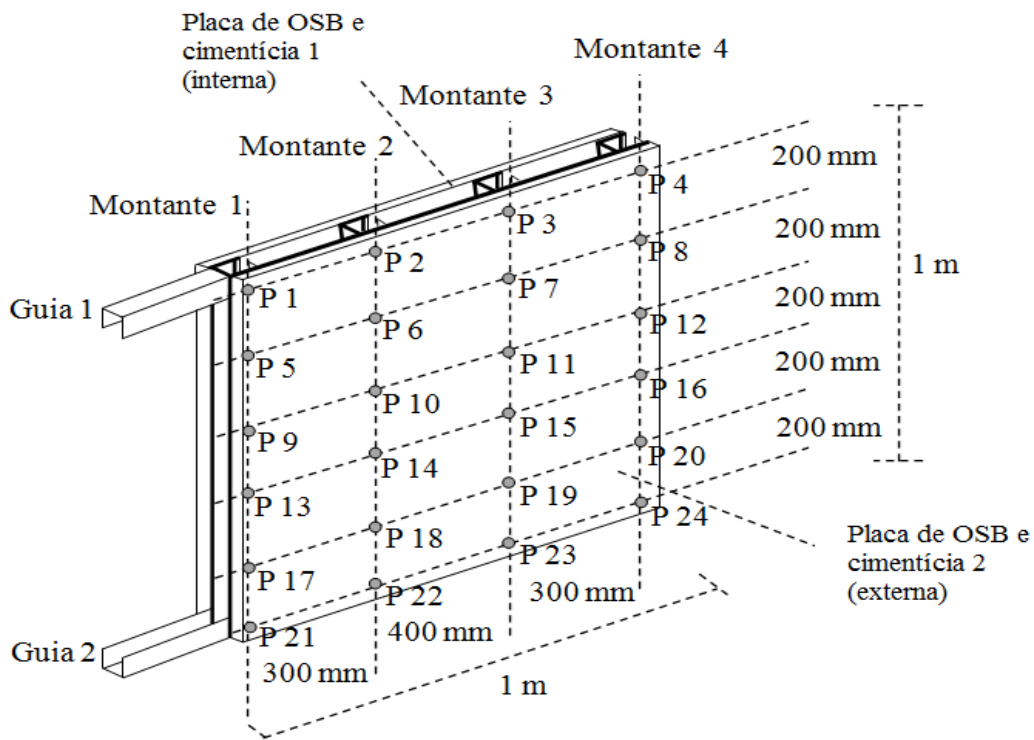 Placa de OSB e
cimentícia 1
(interna)
Montante 4
Montante 3
Montante 2
Montante 1
200 mm
P 4
P 3
200 mm
P 8
P 2
1 m
P 7
P 1
Guia 1
200 mm
P 12
P 6
P 11
P 5
200 mm
P 16
P 10
P 15
200 mm
P 9
P 20
P 14
P 19
P 13
P 24
P 18
Placa de OSB e
cimentícia 2
(externa)
P 23
P 17
300 mm
P 22
400 mm
P 21
Guia 2
300 mm
1 m